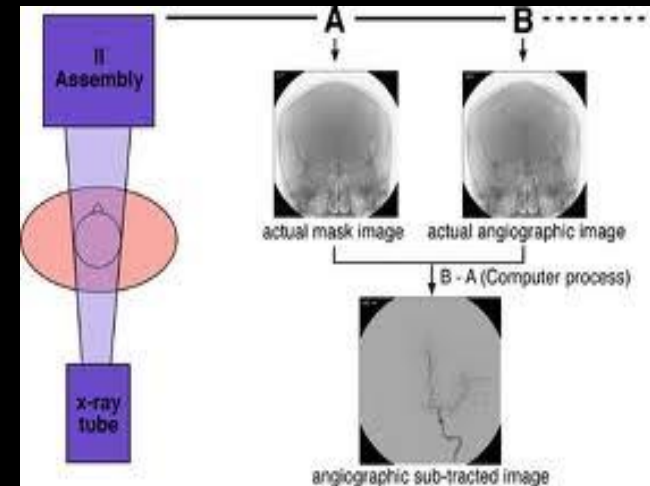 II
Assembly
A
B
actual mask image
actual angiographic image
B - A (Computer process)
x-ray
tube
angiographic sub-tracted image